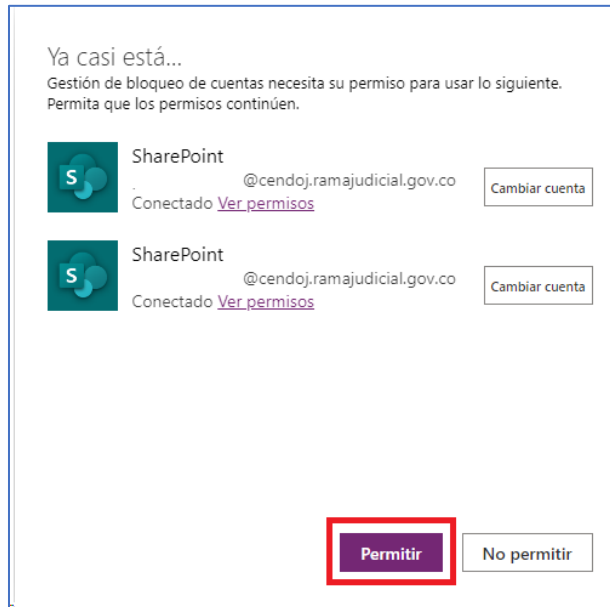 Ya casi está...
Gestión de bloqueo de cuentas necesita su permiso para usar lo siguiente.
Permita que los permisos continúen.
S
SharePoint
. @cendoj.ramajudicial.gov.co
Conectado Ver permisos
Cambiar cuenta
S
SharePoint
@cendoj.ramajudicial.gov.co
Conectado Ver permisos
Cambiar cuenta
Permitir
No permitir